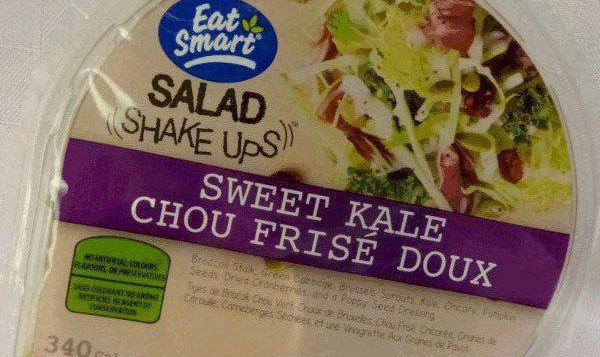 Eat
Smart
SALAD
((SHAKE UPS))™
SWEET KALE
CHOU FRISÉ DOUX
NO ARTIFICIAL COLOURS,
FLAVOURS, OR PRESERVATIVES
SANS COLORANT OU ARÔME
ARTIFICIEL NI AGENT DE
CONSERVATION
Broccoli Stalk, Green Cabbage, Brussels Sprouts, Kale, Chicory, Pumpkin
Seeds, Dried Cranberries, and a Poppy Seed Dressing
Tiges de Brocoli, Chou Vert, Choux de Bruxelles, Chou Frisé, Chicorée, Graines de
Citrouille, Canneberges Séchées, et une Vinaigrette Aux Graines de Pavot
340